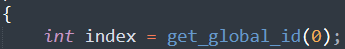 {
    int index = get_global_id(0);